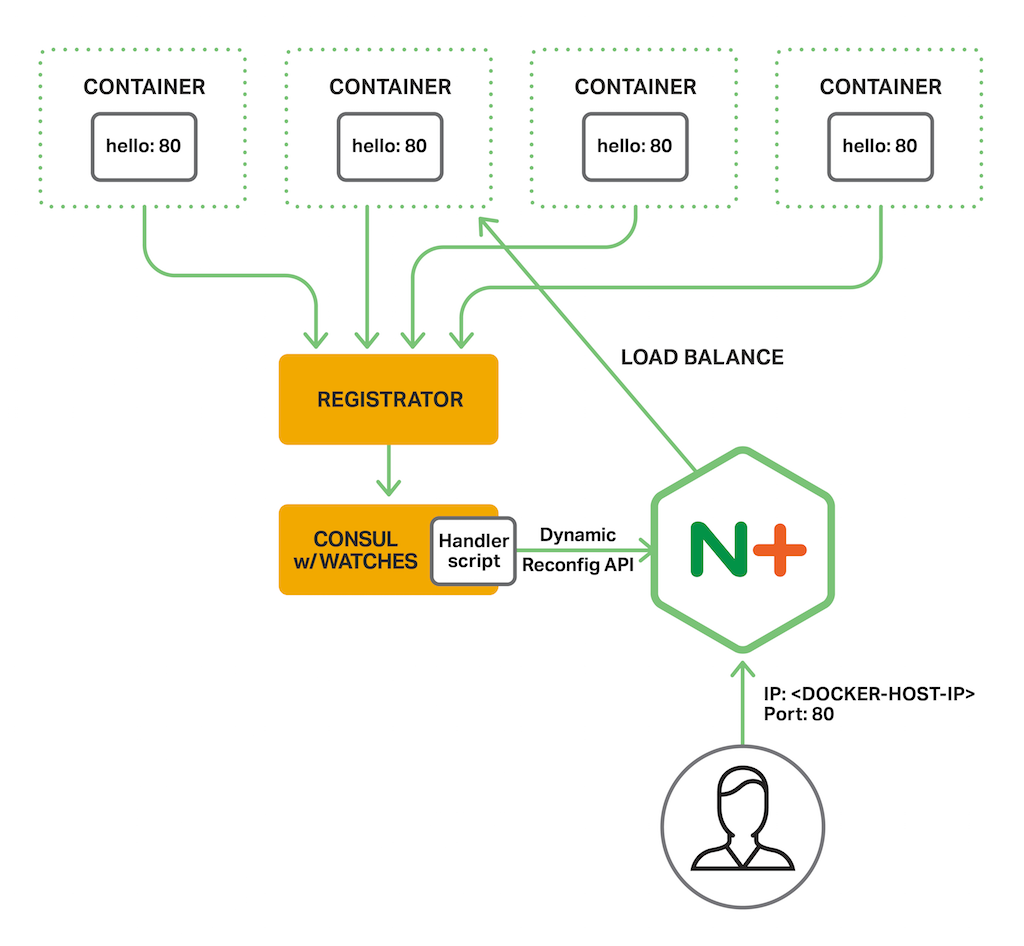 CONTAINER
hello: 80
CONTAINER
hello: 80
CONTAINER
hello: 80
CONTAINER
hello: 80
LOAD BALANCE
REGISTRATOR
CONSUL
w/WATCHES
Handler
script
Dynamic
Reconfig API
N+
IP: <DOCKER-HOST-IP>
Port: 80